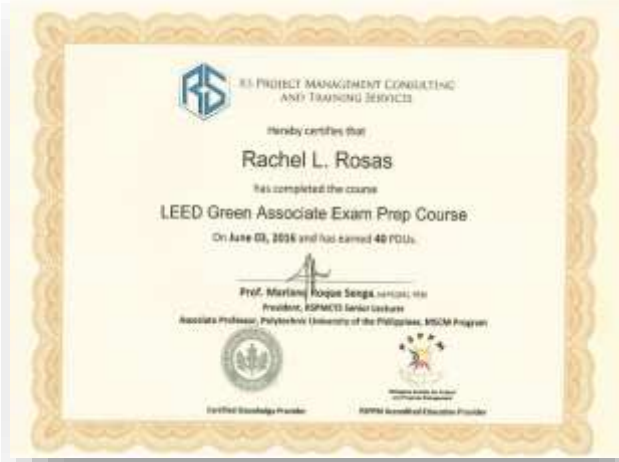 RS
RS PROJECT MANAGEMENT CONSULTING
AND TRAINING SERVICES
Hereby certifies that
Rachel L. Rosas
has completed the course
LEED Green Associate Exam Prep Course
On June 03, 2016 and has earned 40 PDUs.
Prof. Roque Senga,
President, RSPMCTS Senior Lecturer
Associate Professor, Polytechnic University of the Philippines, MSCM Program
PSPPM
Certified Knowledge Provider
PSPPM Accredited Education Provider